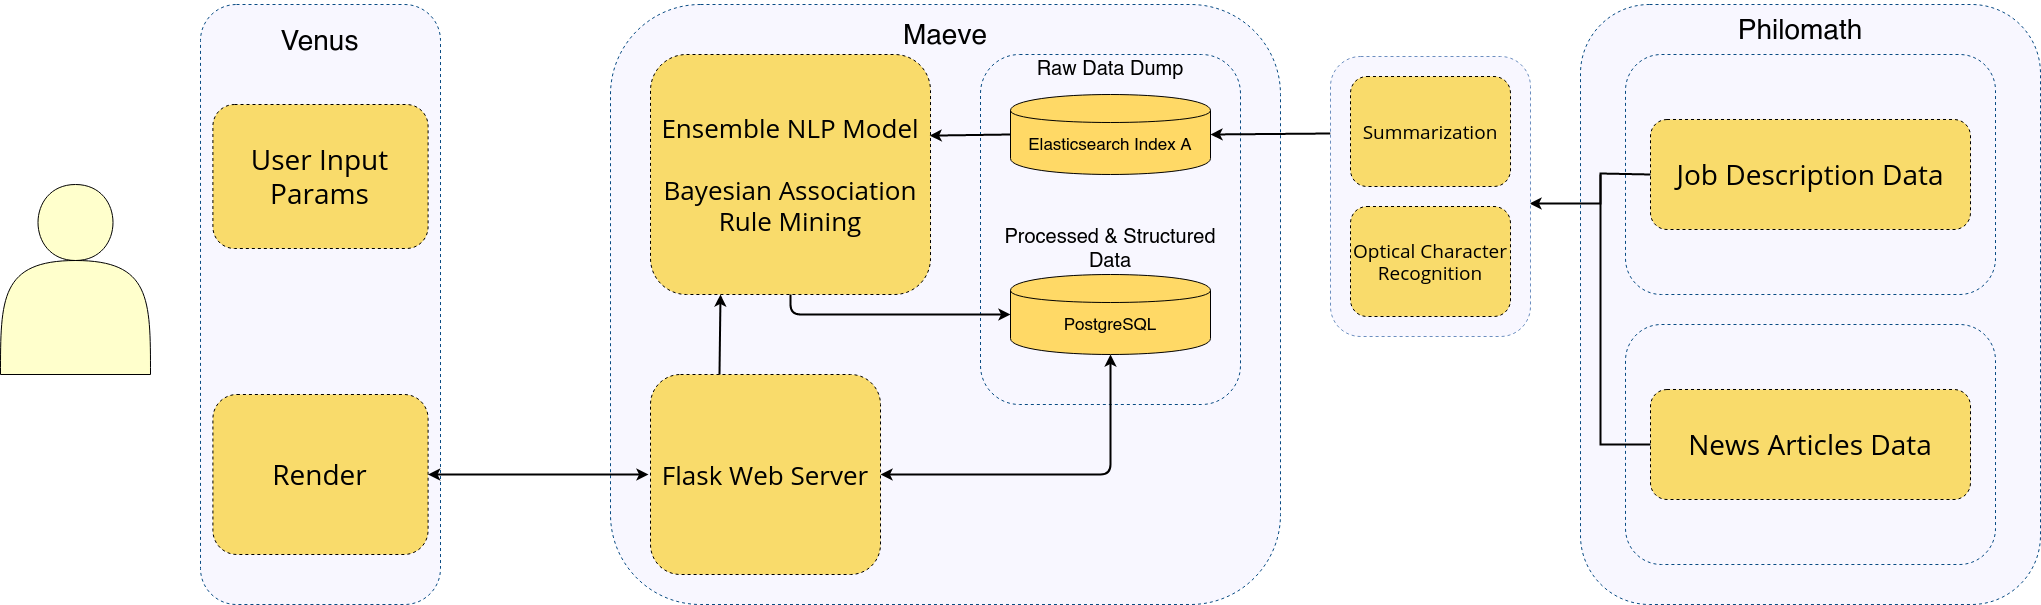 Venus
User Input
Params
Render
Maeve
Ensemble NLP Model
Bayesian Association
Rule Mining
Flask Web Server
Raw Data Dump
Elasticsearch Index A
Processed & Structured
Data
PostgreSQL
Summarization
Optical Character
Recognition
Philomath
Job Description Data
News Articles Data